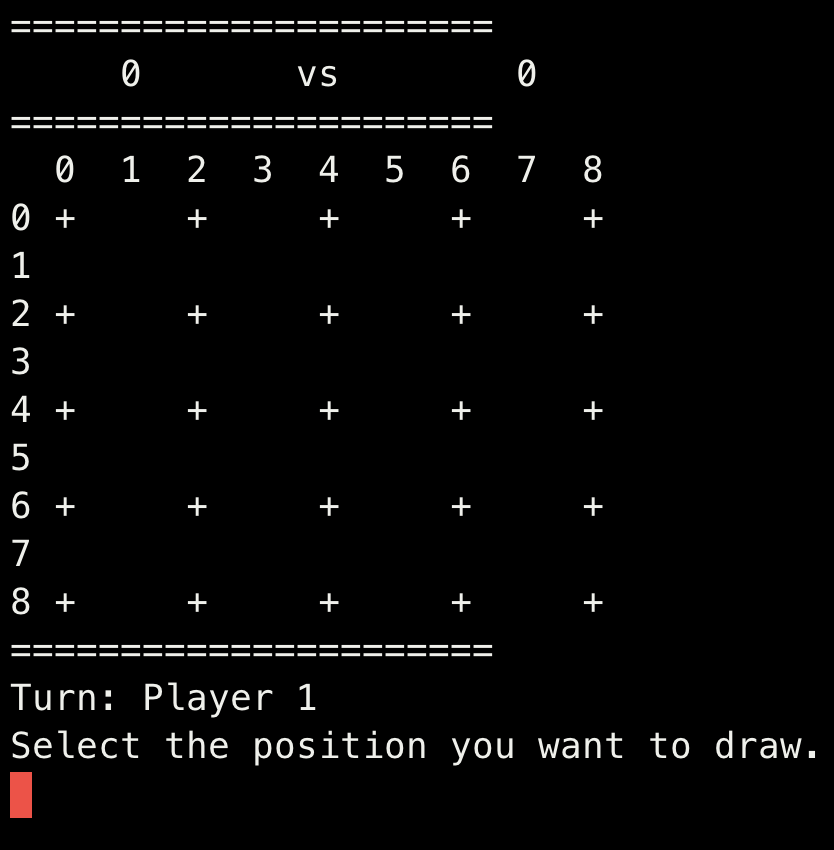 ======================
     0       vs        0
======================
  0  1  2  3  4  5  6  7  8
0 +     +     +     +     +
1
2 +     +     +     +     +
3
4 +     +     +     +     +
5
6 +     +     +     +     +
7
8 +     +     +     +     +
======================
Turn: Player 1
Select the position you want to draw.